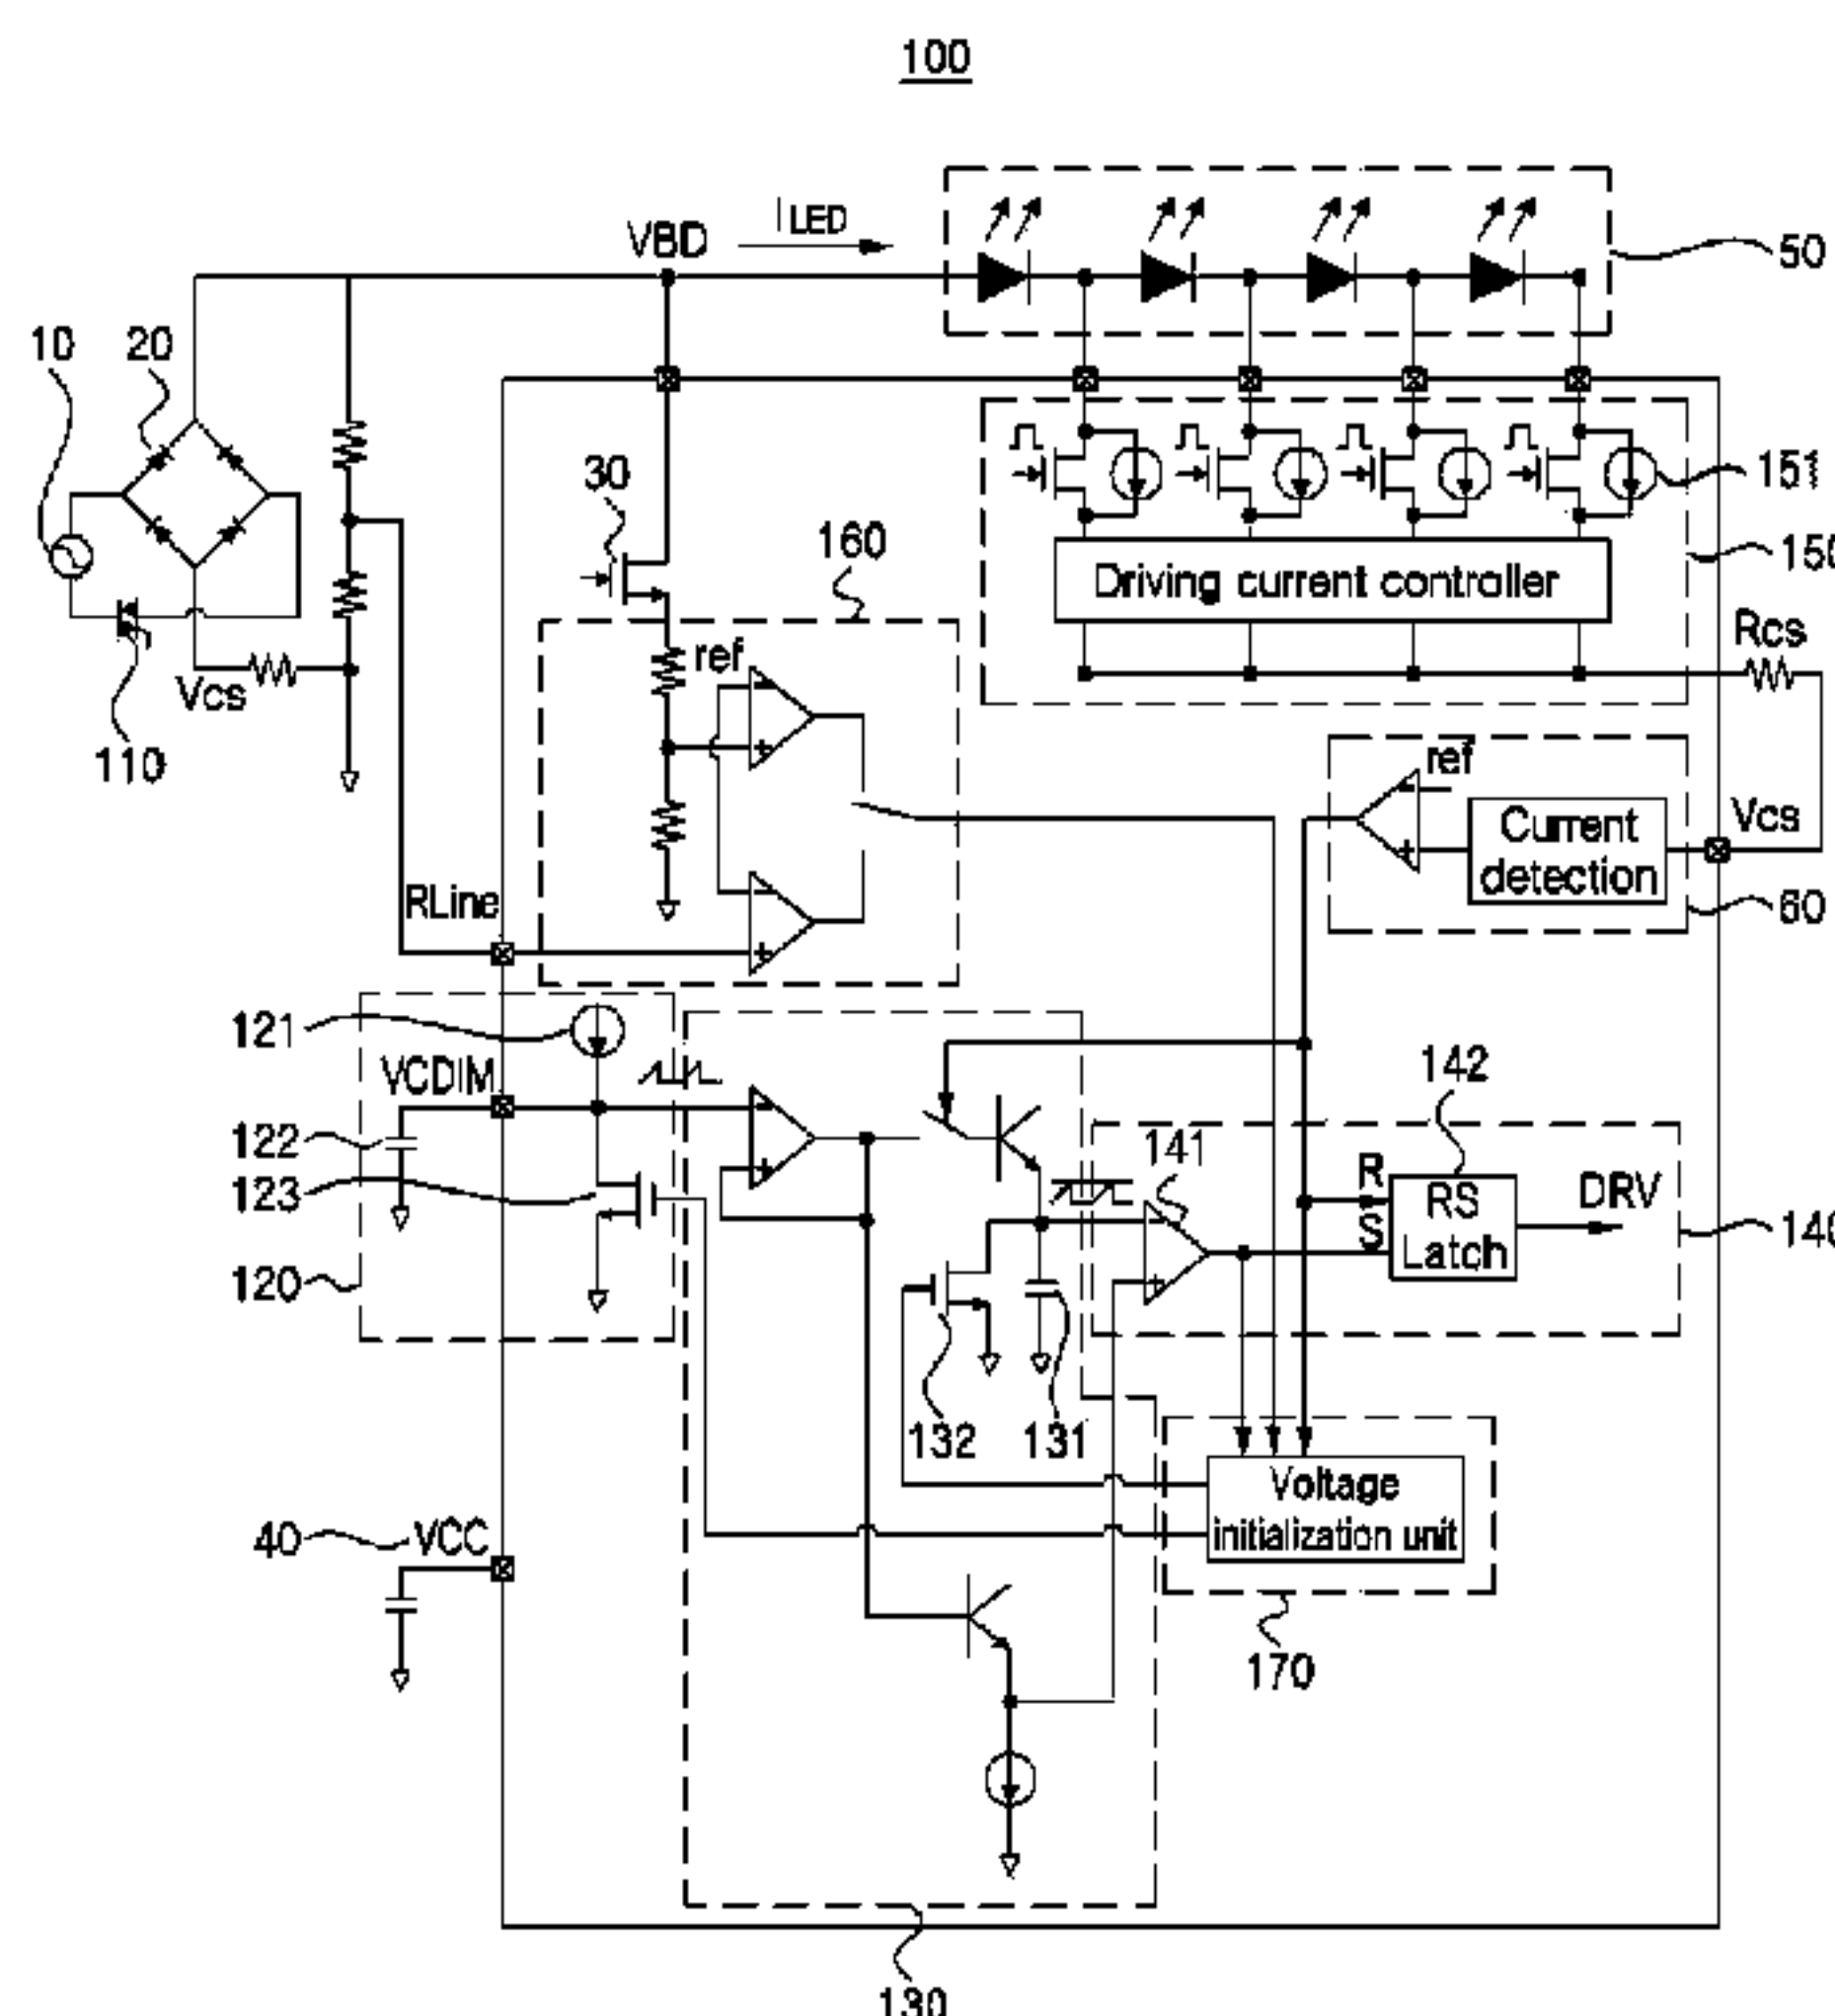 100
VBD
I LED
50
10
20
30
160
151
150
Driving current controller
Rcs
ref
Vcs
110
ref
Current
detection
Vcs
60
RLine
121
VCDIM
142
122
141
123
R
RS
DRV
S
Latch
140
120
132
131
Voltage
initialization unit
40
VCC
170
130